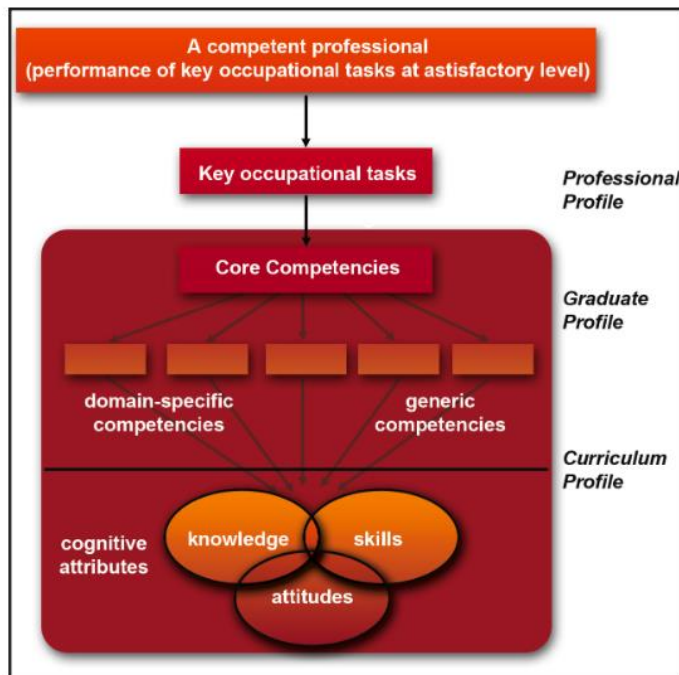 A competent professional
(performance of key occupational tasks at astisfactory level)
Key occupational tasks
Professional
Profile
Core Competencies
Graduate
Profile
domain-specific
competencies
generic
competencies
Curriculum
Profile
cognitive
attributes
knowledge
skills
attitudes